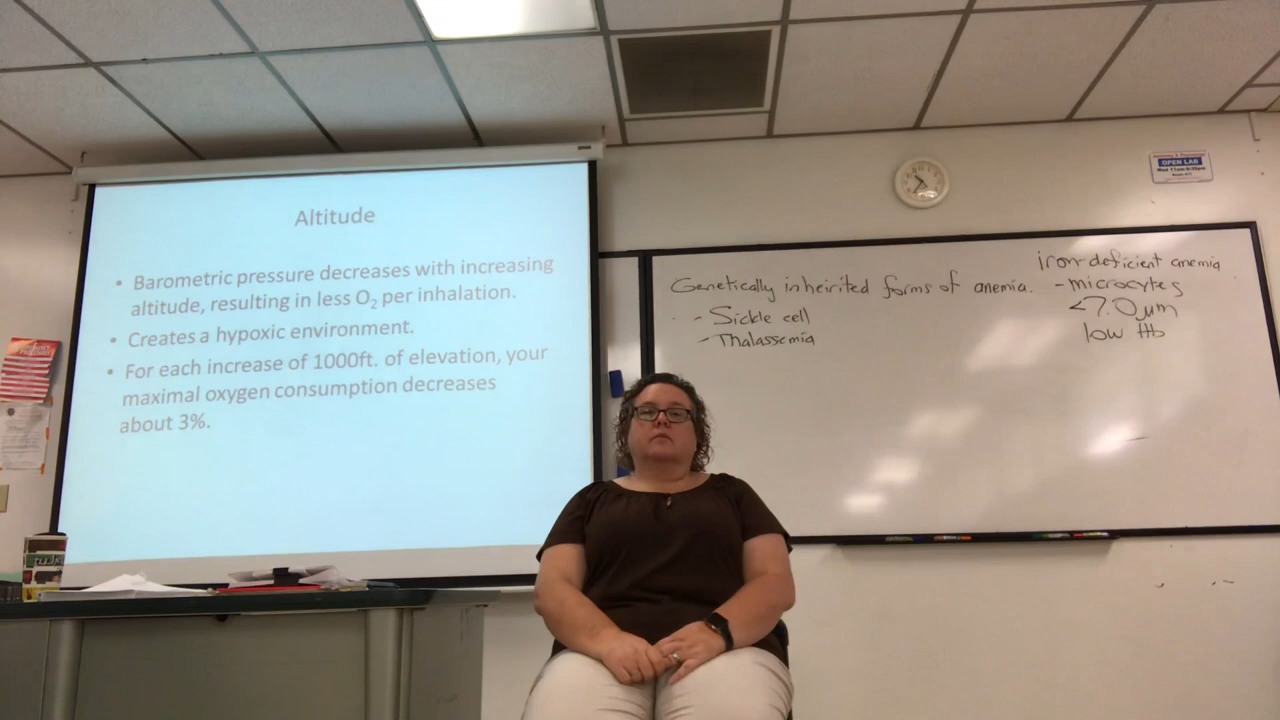 Altitude
• Barometric pressure decreases with increasing
altitude, resulting in less O₂ per inhalation.
• Creates a hypoxic environment.
• For each increase of 1000ft. of elevation, your
maximal oxygen consumption decreases
about 3%.
Genetically inheirited forms of anemia.
- Sickle cell
- Thalassemia
iron-deficient anemia
- microcytes
<7.0 µm
low Hb
OPEN LAB